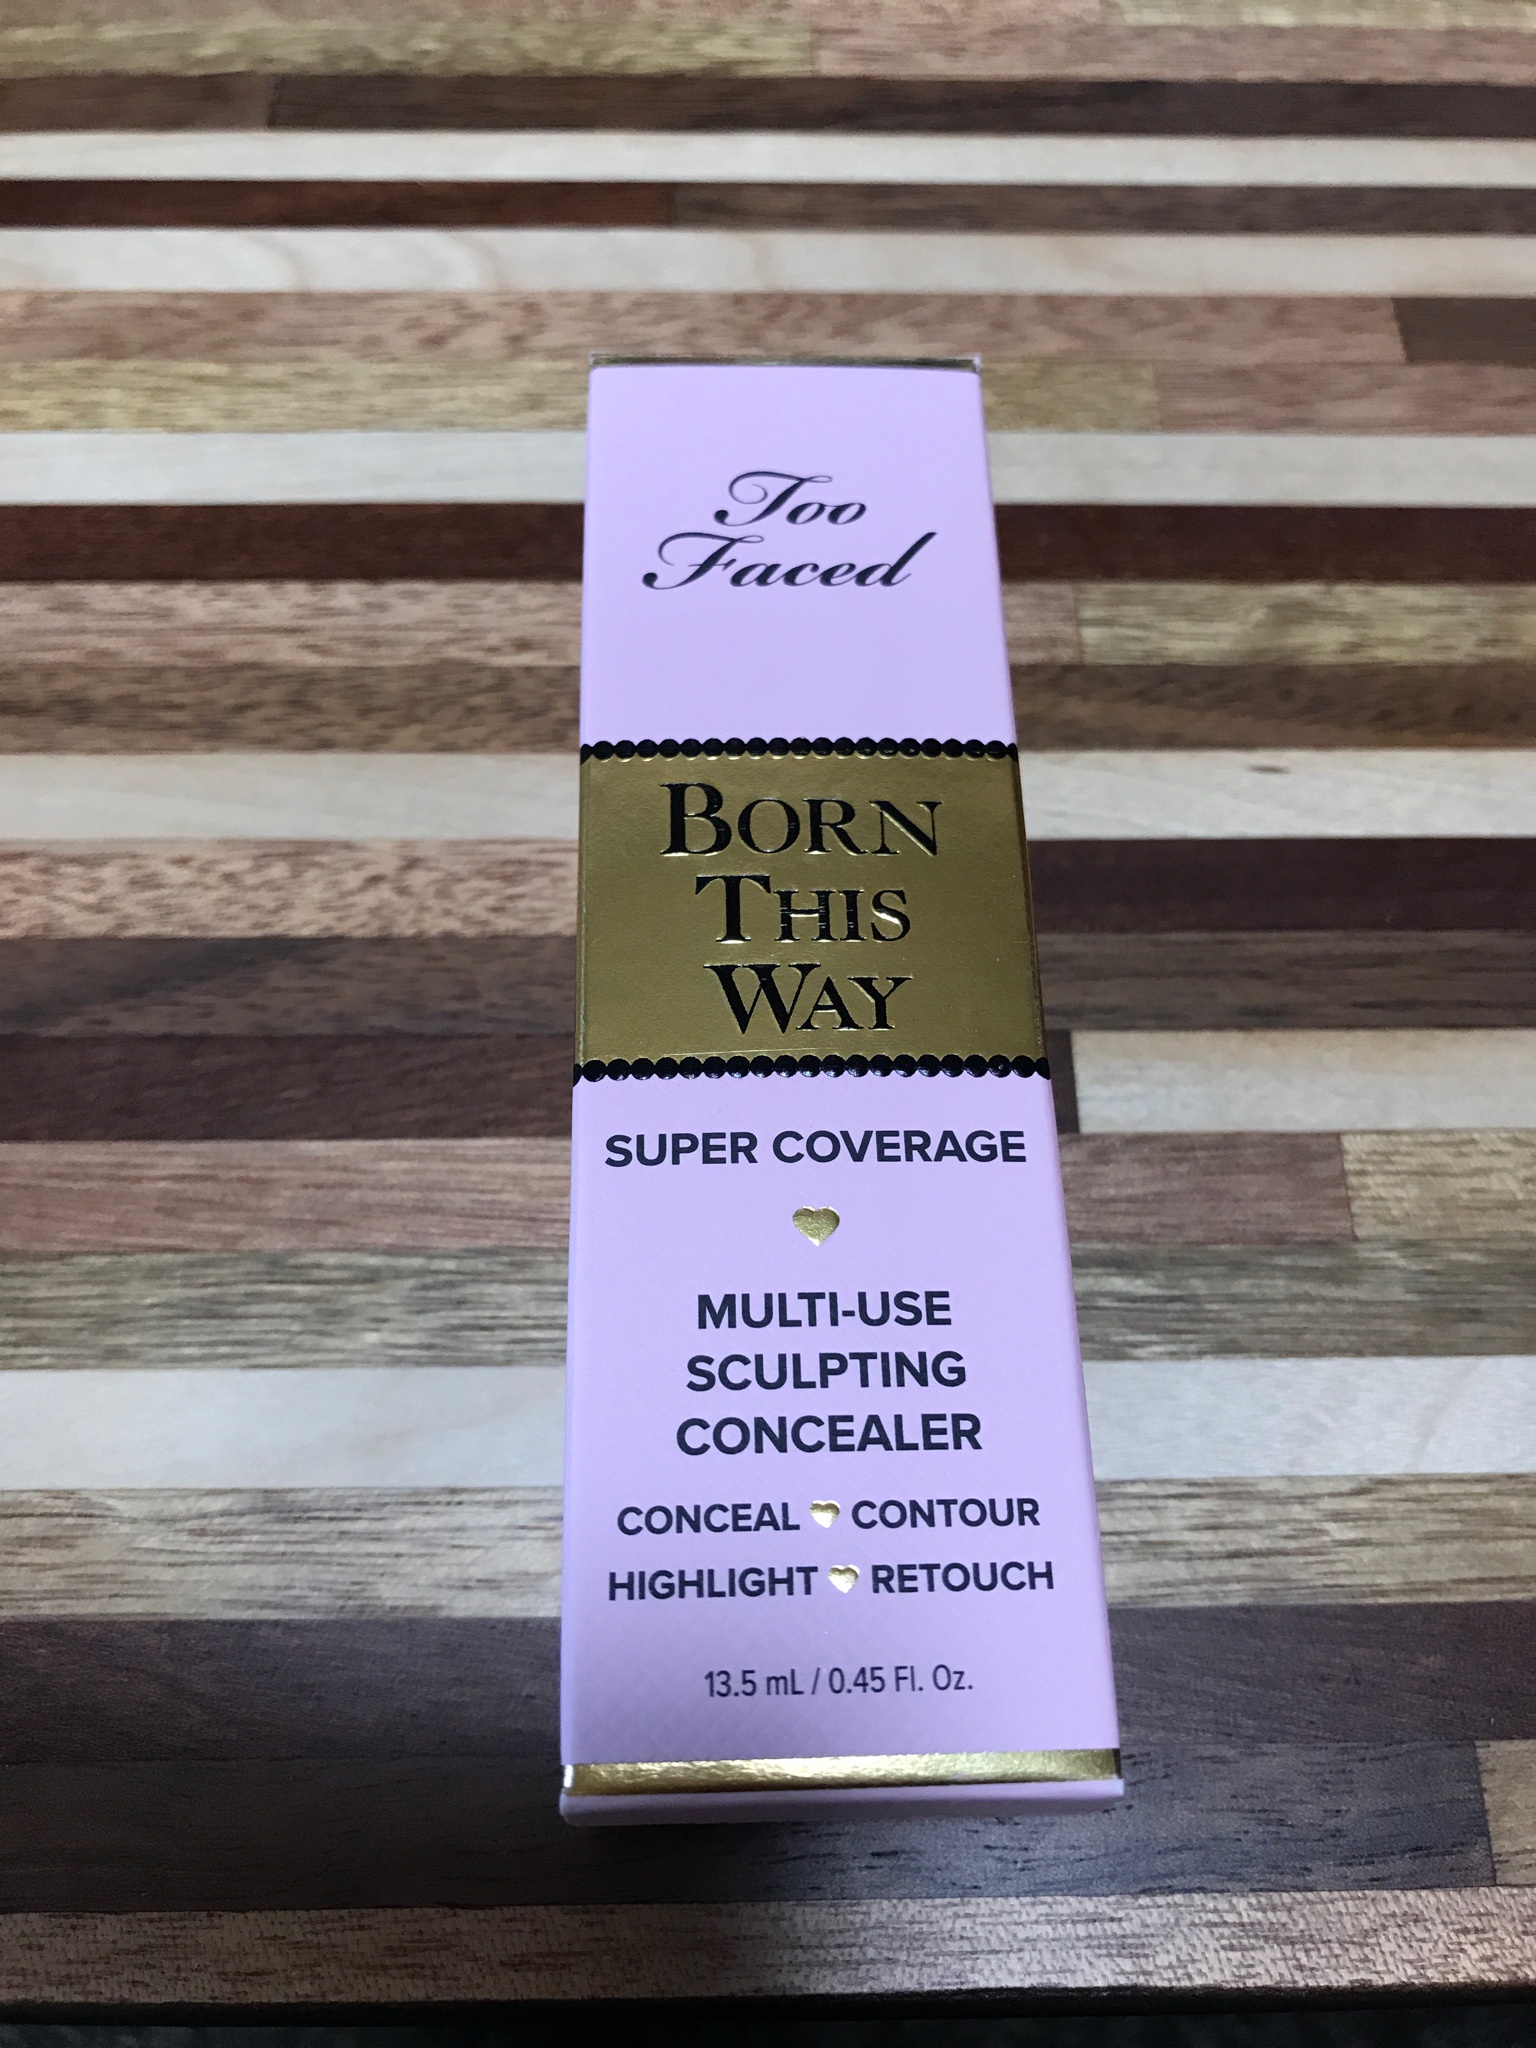 Too
Faced
BORN
THIS
WAY
SUPER COVERAGE
MULTI-USE
SCULPTING
CONCEALER
CONCEAL CONTOUR
HIGHLIGHT RETOUCH
13.5 mL / 0.45 Fl. Oz.